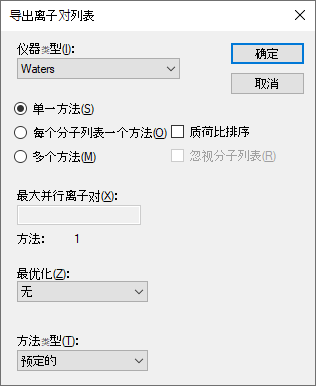 导出离子对列表
仪器类型(I):
Waters
确定
取消
单一方法(S)
每个分子列表一个方法(O)
质荷比排序
多个方法(M)
忽视分子列表(R)
最大并行离子对(X):
方法: 1
最优化(Z):
无
方法类型(T):
预定的